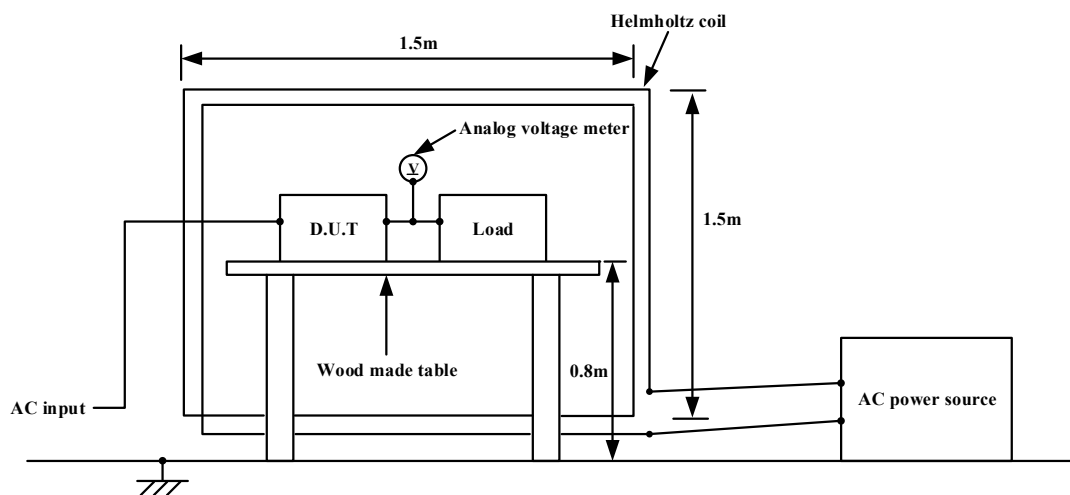 Helmholtz coil
1.5m
Analog voltage meter
V
D.U.T
Load
1.5m
Wood made table
0.8m
AC input
AC power source